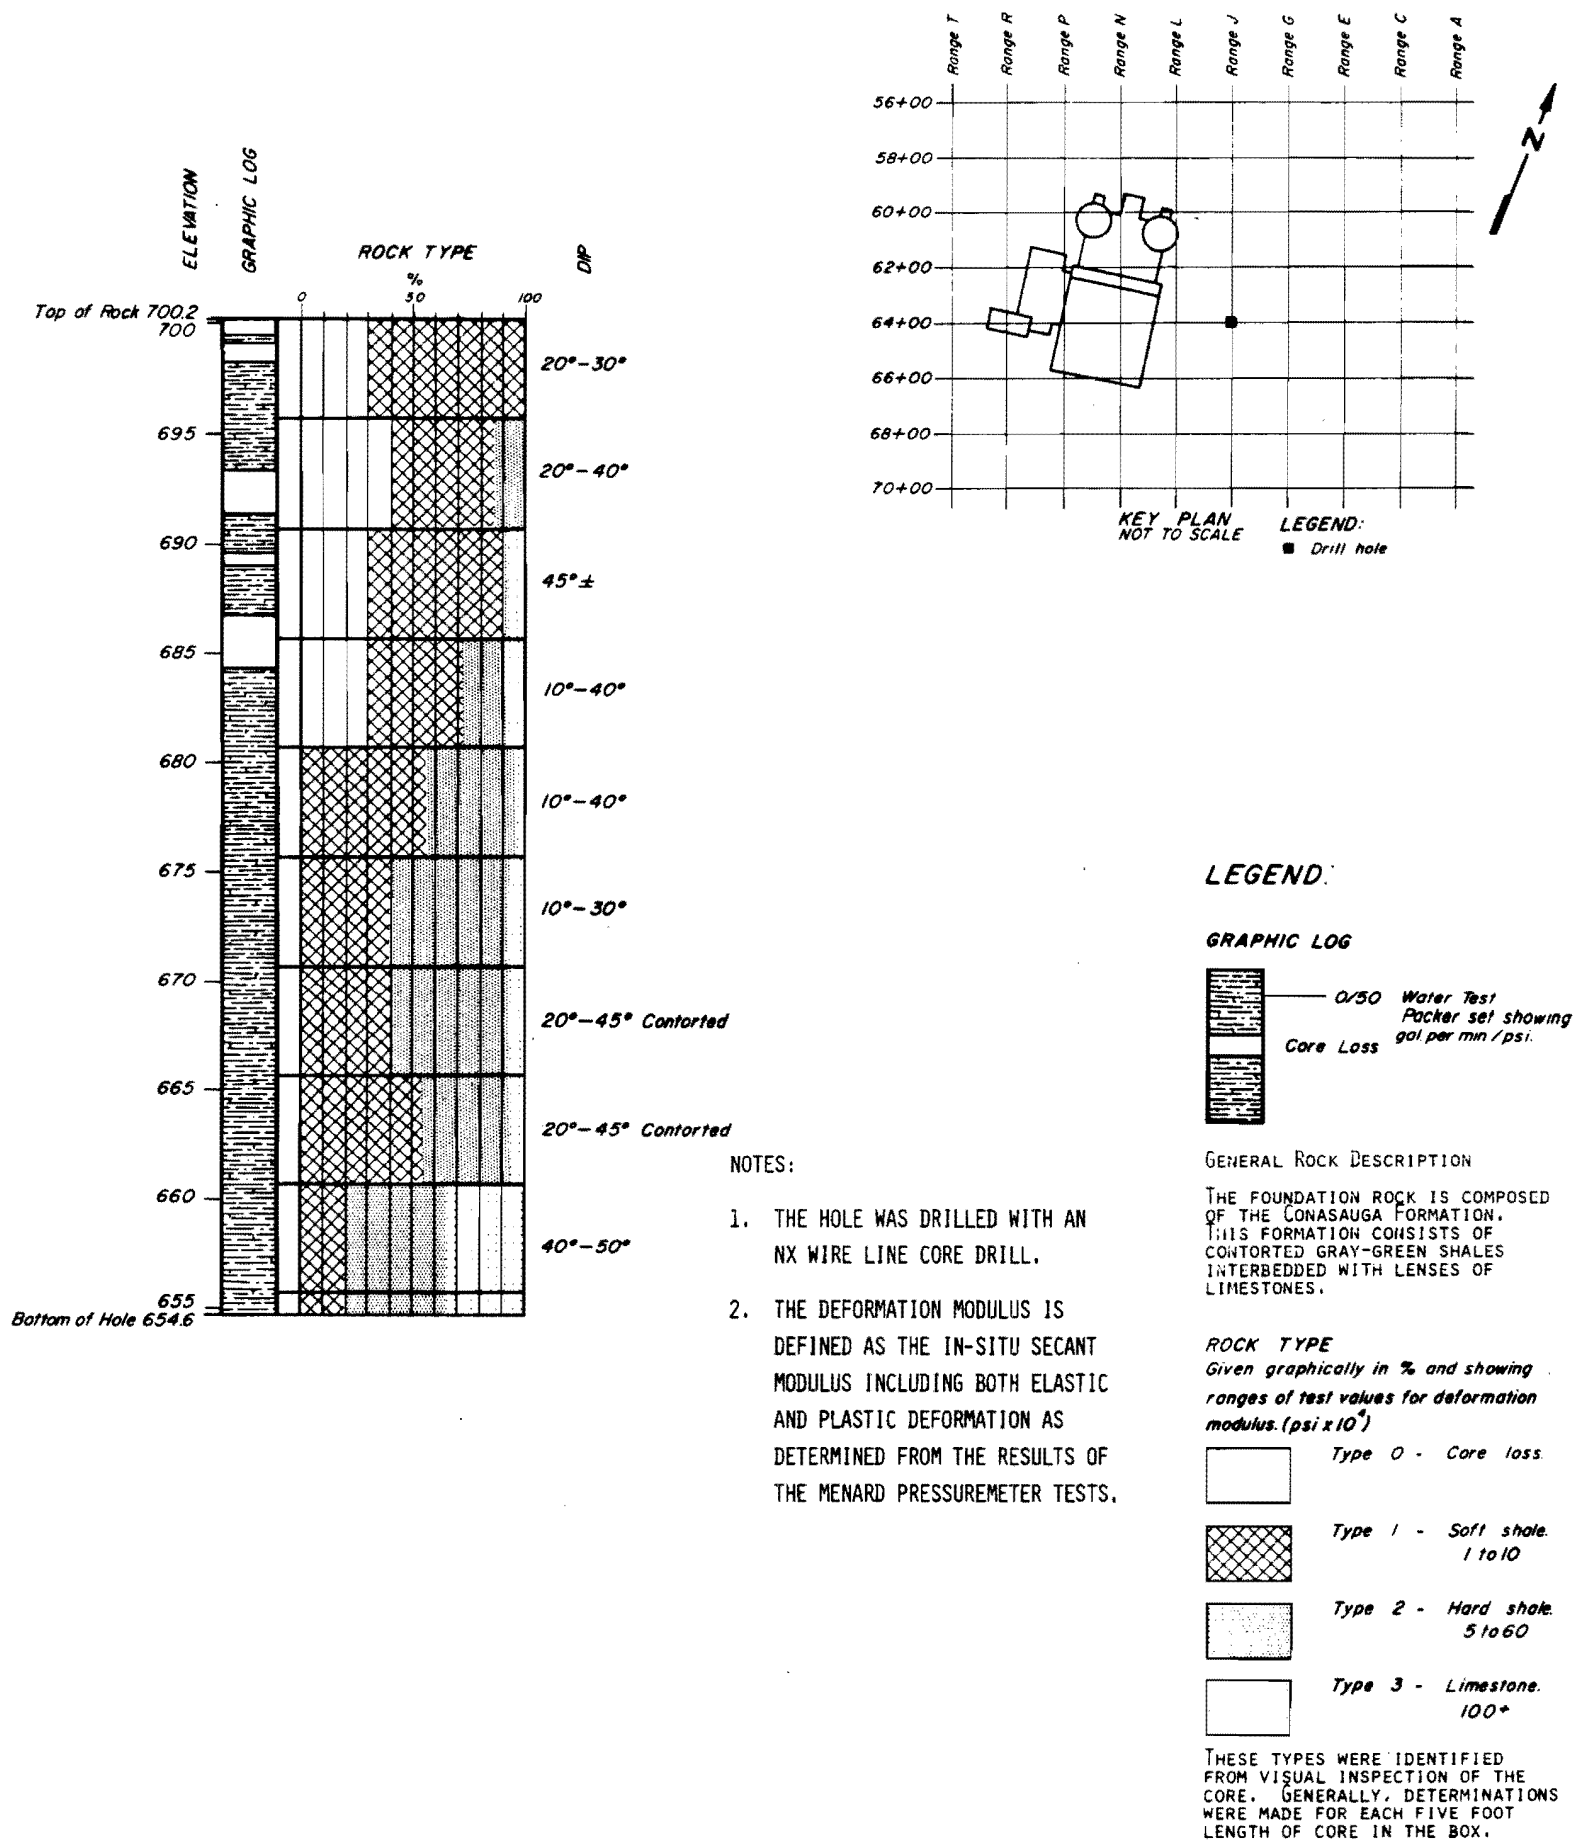 ELEVATION
GRAPHIC LOG
ROCK TYPE
%
0 50 100
DIP
Top of Rock 700.2
700
695
690
685
680
675
670
665
660
655
Bottom of Hole 654.6
20°-30°
20°-40°
45°±
10°-40°
10°-40°
10°-30°
20°-45° Contorted
20°-45° Contorted
40°-50°
Range T
Range R
Range P
Range N
Range L
Range J
Range G
Range E
Range C
Range A
56+00
58+00
60+00
62+00
64+00
66+00
68+00
70+00
N
KEY PLAN
NOT TO SCALE
LEGEND:
Drill hole
NOTES:
1. THE HOLE WAS DRILLED WITH AN
NX WIRE LINE CORE DRILL.
2. THE DEFORMATION MODULUS IS
DEFINED AS THE IN-SITU SECANT
MODULUS INCLUDING BOTH ELASTIC
AND PLASTIC DEFORMATION AS
DETERMINED FROM THE RESULTS OF
THE MENARD PRESSUREMETER TESTS.
LEGEND:
GRAPHIC LOG
0/50 Water Test
Packer set showing
gal. per min/psi.
Core Loss
GENERAL ROCK DESCRIPTION
THE FOUNDATION ROCK IS COMPOSED
OF THE CONASAUGA FORMATION.
THIS FORMATION CONSISTS OF
CONTORTED GRAY-GREEN SHALES
INTERBEDDED WITH LENSES OF
LIMESTONES.
ROCK TYPE
Given graphically in % and showing
ranges of test values for deformation
modulus. (psi x 10⁴)
Type 0 - Core loss.
Type 1 - Soft shale.
1 to 10
Type 2 - Hard shale.
5 to 60
Type 3 - Limestone.
100+
THESE TYPES WERE IDENTIFIED
FROM VISUAL INSPECTION OF THE
CORE. GENERALLY, DETERMINATIONS
WERE MADE FOR EACH FIVE FOOT
LENGTH OF CORE IN THE BOX.